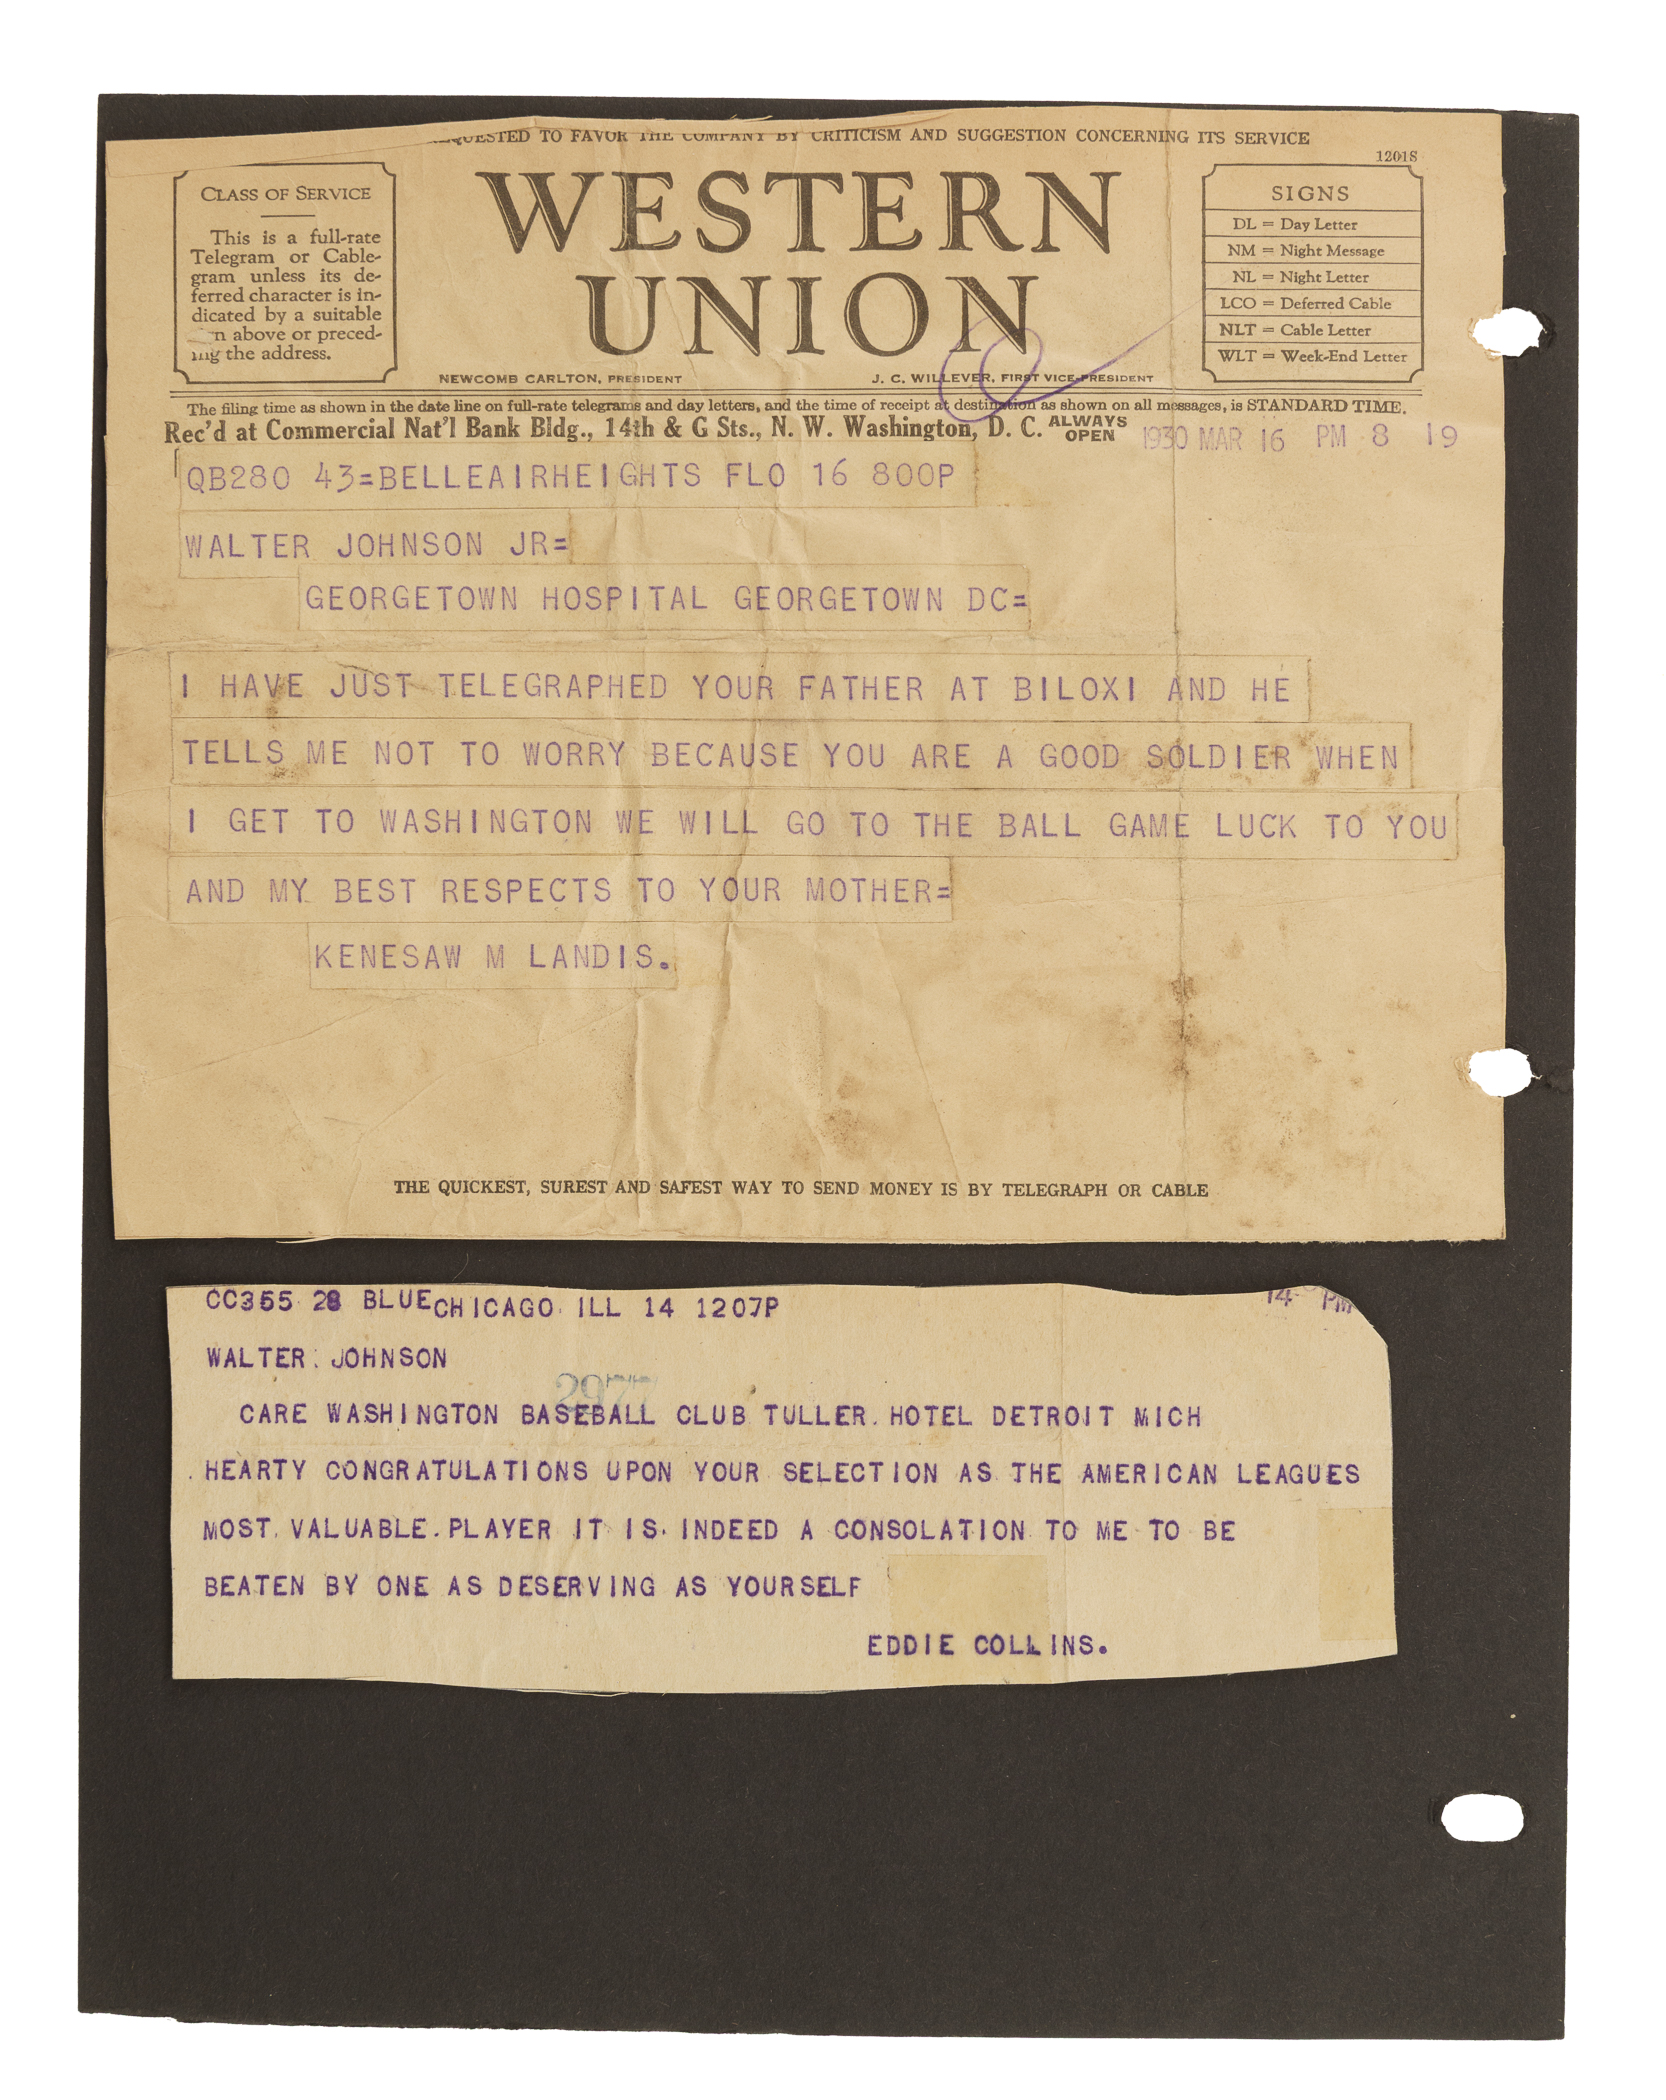 REQUESTED TO FAVOR THE COMPANY BY CRITICISM AND SUGGESTION CONCERNING ITS SERVICE
1201S
CLASS OF SERVICE
This is a full-rate
Telegram or Cable-
gram unless its de-
ferred character is in-
dicated by a suitable
above or preced-
ing the address.
WESTERN
UNION
NEWCOMB CARLTON, PRESIDENT
J. C. WILLEVER, FIRST VICE-PRESIDENT
SIGNS
DL = Day Letter
NM = Night Message
NL = Night Letter
LCO = Deferred Cable
NLT = Cable Letter
WLT = Week-End Letter
The filing time as shown in the date line on full-rate telegrams and day letters, and the time of receipt at destination as shown on all messages, is STANDARD TIME.
Rec'd at Commercial Nat'l Bank Bldg., 14th & G Sts., N. W. Washington, D. C. ALWAYS OPEN
1930 MAR 16 PM 8 19
QB280 43=BELLEAIRHEIGHTS FLO 16 800P
WALTER JOHNSON JR=
GEORGETOWN HOSPITAL GEORGETOWN DC=
I HAVE JUST TELEGRAPHED YOUR FATHER AT BILOXI AND HE
TELLS ME NOT TO WORRY BECAUSE YOU ARE A GOOD SOLDIER WHEN
I GET TO WASHINGTON WE WILL GO TO THE BALL GAME LUCK TO YOU
AND MY BEST RESPECTS TO YOUR MOTHER=
KENESAW M LANDIS.
THE QUICKEST, SUREST AND SAFEST WAY TO SEND MONEY IS BY TELEGRAPH OR CABLE
CC355 28 BLUE CHICAGO ILL 14 1207P
14 PM
WALTER JOHNSON
2977
CARE WASHINGTON BASEBALL CLUB TULLER HOTEL DETROIT MICH
HEARTY CONGRATULATIONS UPON YOUR SELECTION AS THE AMERICAN LEAGUES
MOST VALUABLE PLAYER IT IS INDEED A CONSOLATION TO ME TO BE
BEATEN BY ONE AS DESERVING AS YOURSELF
EDDIE COLLINS.